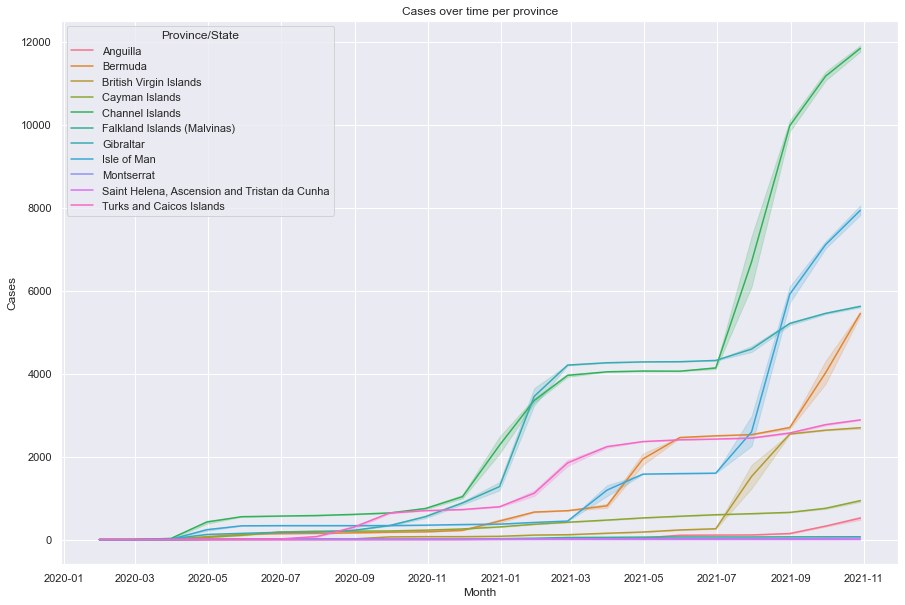 Cases over time per province
Province/State
Anguilla
Bermuda
British Virgin Islands
Cayman Islands
Channel Islands
Falkland Islands (Malvinas)
Gibraltar
Isle of Man
Montserrat
Saint Helena, Ascension and Tristan da Cunha
Turks and Caicos Islands
12000
10000
8000
6000
4000
2000
0
Cases
2020-01 2020-03 2020-05 2020-07 2020-09 2020-11 2021-01 2021-03 2021-05 2021-07 2021-09 2021-11
Month